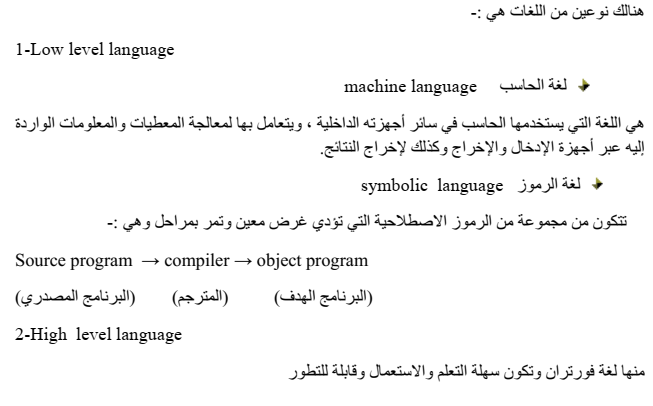 هنالك نوعين من اللغات هي :-
1-Low level language
لغة الحاسب machine language
هي اللغة التي يستخدمها الحاسب في سائر أجهزته الداخلية ، ويتعامل بها لمعالجة المعطيات والمعلومات الواردة
إليه عبر أجهزة الإدخال والإخراج وكذلك لإخراج النتائج.
لغة الرموز symbolic language
تتكون من مجموعة من الرموز الاصطلاحية التي تؤدي غرض معين وتمر بمراحل وهي :-
Source program → compiler → object program
(البرنامج المصدري) (المترجم) (البرنامج الهدف)
2-High level language
منها لغة فورتران وتكون سهلة التعلم والاستعمال وقابلة للتطور